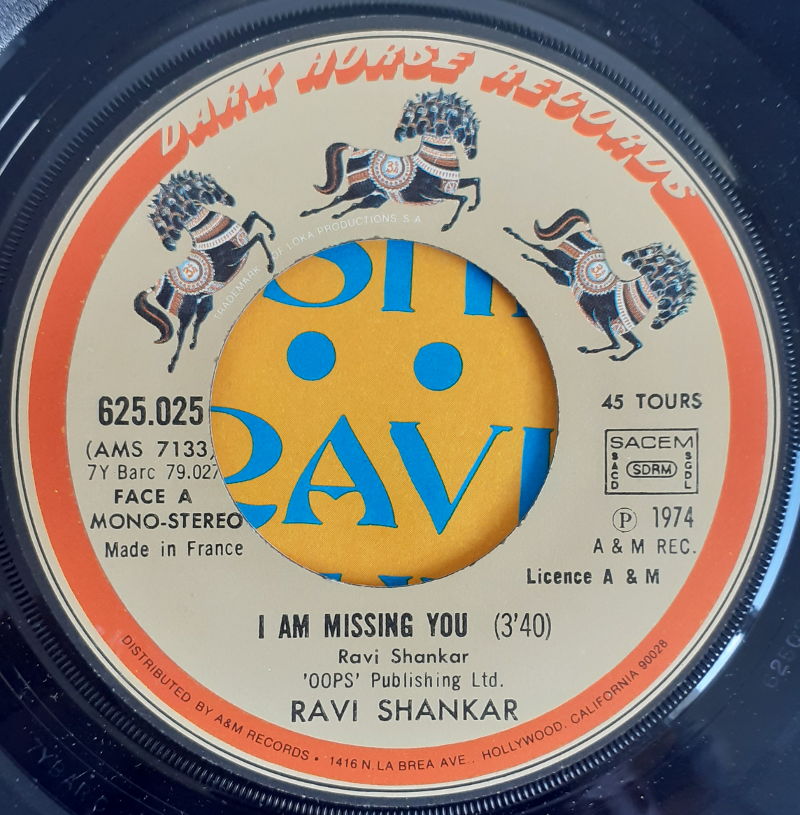 DARK HORSE RECORDS
TRADEMARK OF LOKA PRODUCTIONS S.A.
RAVI
625.025
(AMS 7133)
7Y Barc 79.027
FACE A
MONO-STEREO
Made in France
45 TOURS
SACEM
SACD SDRM SGDL
Ⓟ 1974
A & M REC.
Licence A & M
I AM MISSING YOU (3'40)
Ravi Shankar
'OOPS' Publishing Ltd.
RAVI SHANKAR
DISTRIBUTED BY A&M RECORDS • 1416 N. LA BREA AVE., HOLLYWOOD, CALIFORNIA 90028